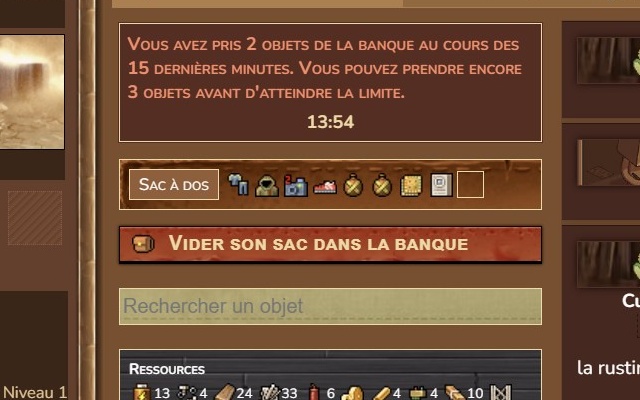 Vous avez pris 2 objets de la banque au cours des
15 dernières minutes. Vous pouvez prendre encore
3 objets avant d'atteindre la limite.
13:54
Sac à dos
Vider son sac dans la banque
Rechercher un objet
Ressources
13 4 24 33 6 4 4 10
Niveau 1
Cu
la rustin